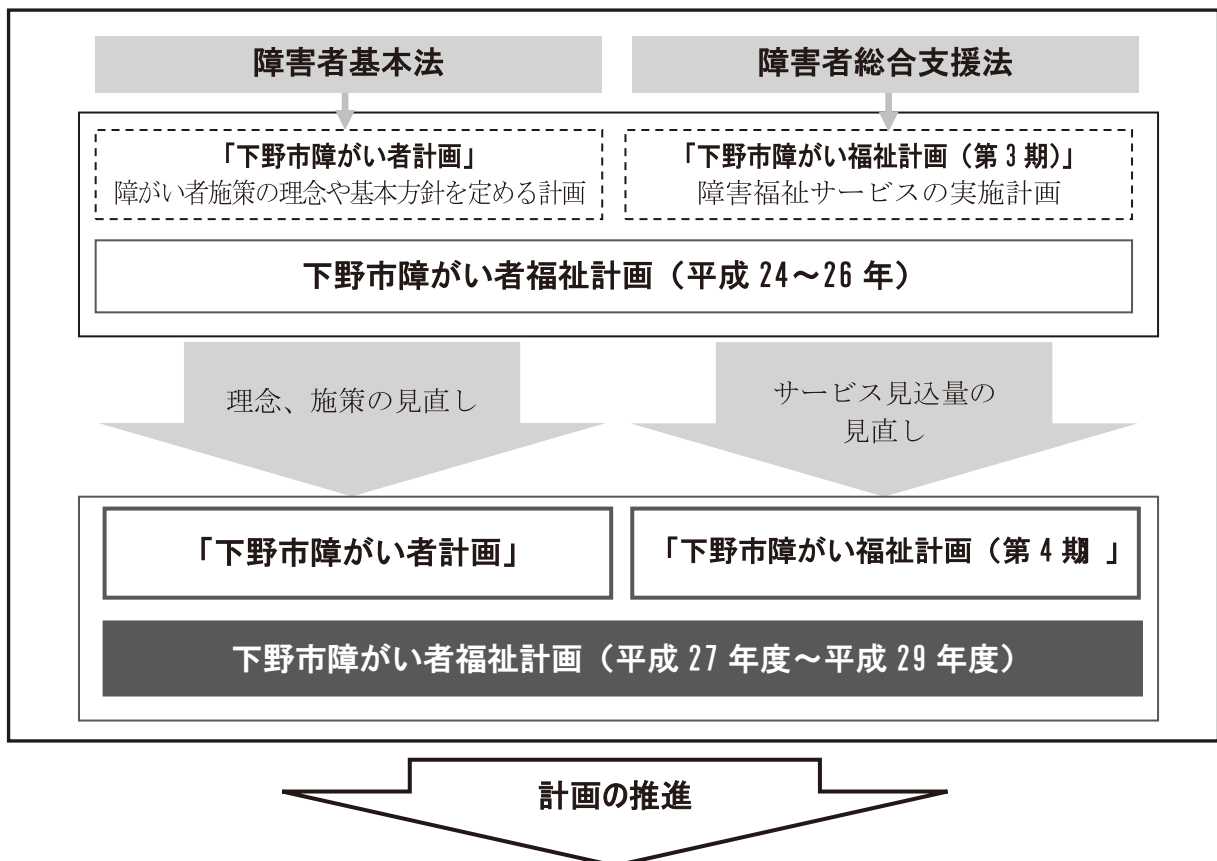 障害者基本法
障害者総合支援法
「下野市障がい者計画」
障がい者施策の理念や基本方針を定める計画
「下野市障がい福祉計画（第3期）」
障害福祉サービスの実施計画
下野市障がい者福祉計画（平成24～26年）
理念、施策の見直し
サービス見込量の
見直し
「下野市障がい者計画」
「下野市障がい福祉計画（第4期）」
下野市障がい者福祉計画（平成27年度～平成29年度）
計画の推進